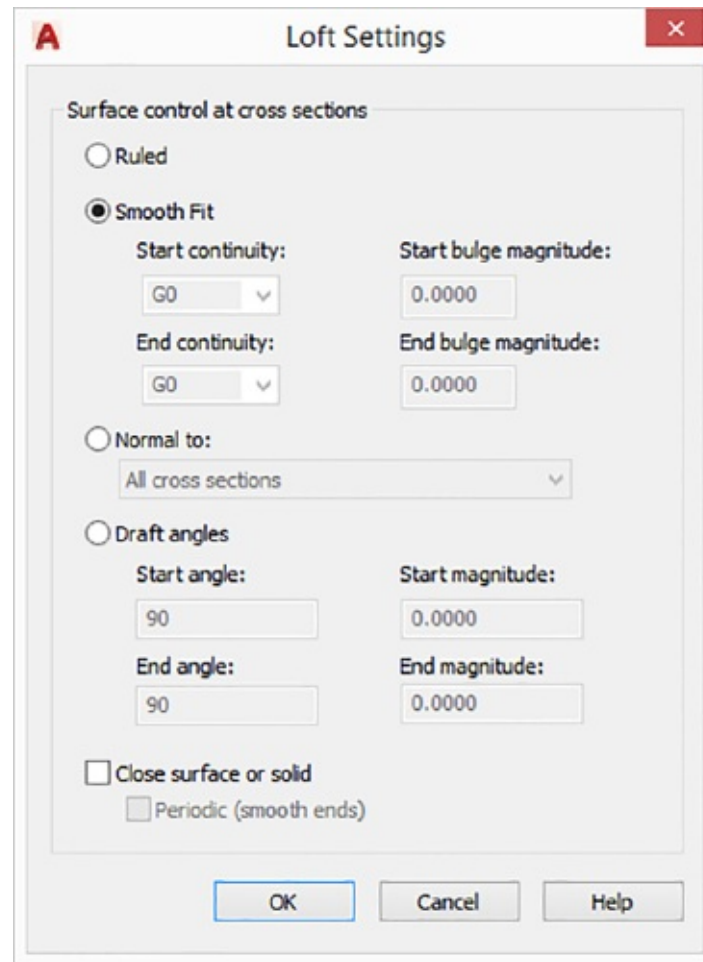 A Loft Settings
Surface control at cross sections
Ruled
Smooth Fit
Start continuity: Start bulge magnitude:
G0 0.0000
End continuity: End bulge magnitude:
G0 0.0000
Normal to:
All cross sections
Draft angles
Start angle: Start magnitude:
90 0.0000
End angle: End magnitude:
90 0.0000
Close surface or solid
Periodic (smooth ends)
OK Cancel Help